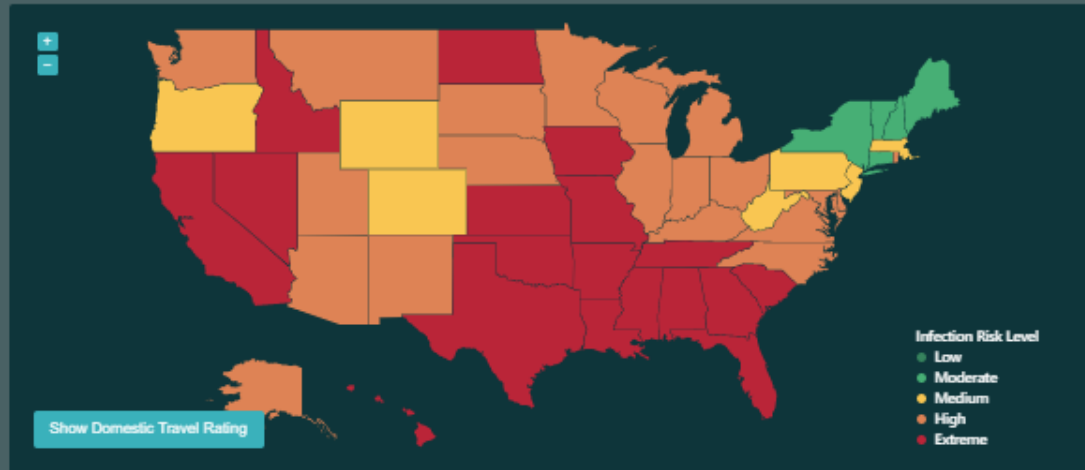 +
−
Infection Risk Level
Low
Moderate
Medium
High
Extreme
Show Domestic Travel Rating